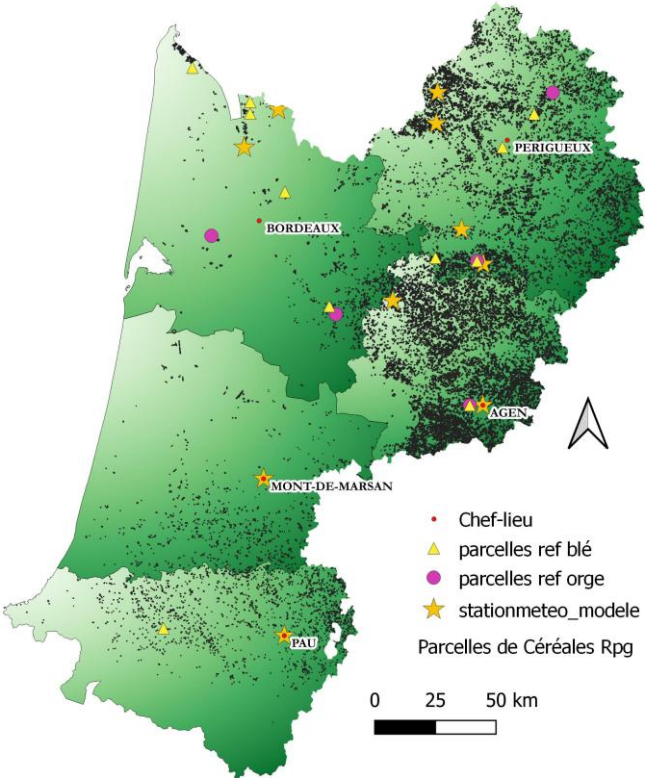 PERIGUEUX
BORDEAUX
AGEN
MONT-DE-MARSAN
Chef-lieu
parcelles ref blé
parcelles ref orge
stationmeteo_modele
PAU
Parcelles de Céréales Rpg
0 25 50 km